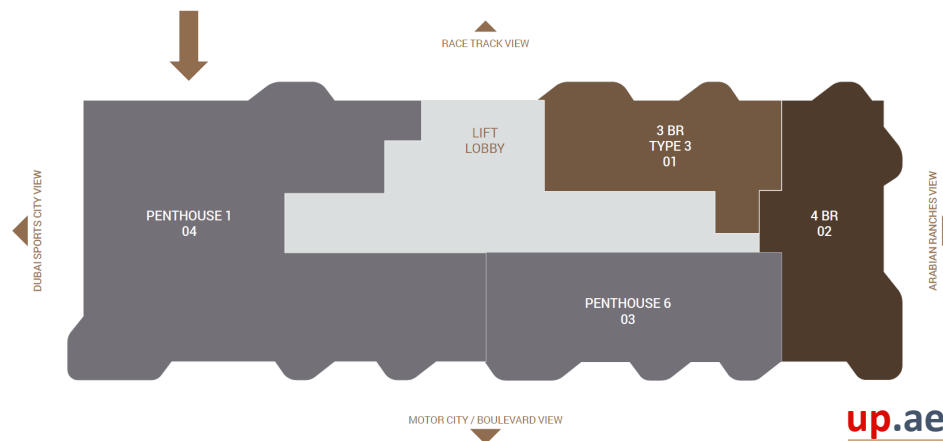 RACE TRACK VIEW
LIFT
LOBBY
3 BR
TYPE 3
01
DUBAI SPORTS CITY VIEW
PENTHOUSE 1
04
4 BR
02
ARABIAN RANCHES VIEW
PENTHOUSE 6
03
MOTOR CITY / BOULEVARD VIEW
up.ae